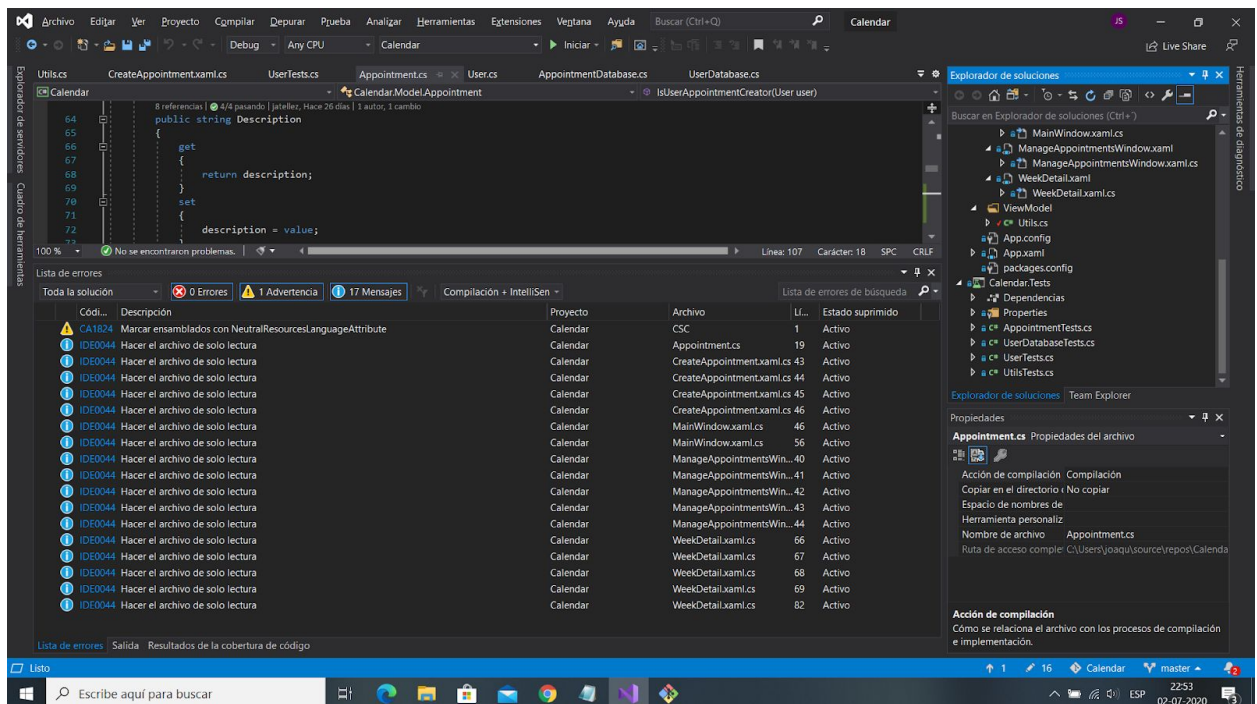 Archivo Editar Ver Proyecto Compilar Depurar Prueba Analizar Herramientas Extensiones Ventana Ayuda Buscar (Ctrl+Q) Calendar JS
Debug Any CPU Calendar Iniciar Live Share
Explorador de servidores
Cuadro de herramientas
Utils.cs CreateAppointment.xaml.cs UserTests.cs Appointment.cs User.cs AppointmentDatabase.cs UserDatabase.cs
Calendar Calendar.Model.Appointment IsUserAppointmentCreator(User user)
8 referencias | 4/4 pasando | jatellez, Hace 26 días | 1 autor, 1 cambio
64 public string Description
65 {
66 get
67 {
68 return description;
69 }
70 set
71 {
72 description = value;
73 }
100 % No se encontraron problemas. Línea: 107 Carácter: 18 SPC CRLF
Lista de errores
Toda la solución 0 Errores 1 Advertencia 17 Mensajes Compilación + IntelliSen Lista de errores de búsqueda
Códi... Descripción Proyecto Archivo Lí... Estado suprimido
CA1824 Marcar ensamblados con NeutralResourcesLanguageAttribute Calendar CSC 1 Activo
IDE0044 Hacer el archivo de solo lectura Calendar Appointment.cs 19 Activo
IDE0044 Hacer el archivo de solo lectura Calendar CreateAppointment.xaml.cs 43 Activo
IDE0044 Hacer el archivo de solo lectura Calendar CreateAppointment.xaml.cs 44 Activo
IDE0044 Hacer el archivo de solo lectura Calendar CreateAppointment.xaml.cs 45 Activo
IDE0044 Hacer el archivo de solo lectura Calendar CreateAppointment.xaml.cs 46 Activo
IDE0044 Hacer el archivo de solo lectura Calendar MainWindow.xaml.cs 46 Activo
IDE0044 Hacer el archivo de solo lectura Calendar MainWindow.xaml.cs 56 Activo
IDE0044 Hacer el archivo de solo lectura Calendar ManageAppointmentsWin... 40 Activo
IDE0044 Hacer el archivo de solo lectura Calendar ManageAppointmentsWin... 41 Activo
IDE0044 Hacer el archivo de solo lectura Calendar ManageAppointmentsWin... 42 Activo
IDE0044 Hacer el archivo de solo lectura Calendar ManageAppointmentsWin... 43 Activo
IDE0044 Hacer el archivo de solo lectura Calendar ManageAppointmentsWin... 44 Activo
IDE0044 Hacer el archivo de solo lectura Calendar WeekDetail.xaml.cs 66 Activo
IDE0044 Hacer el archivo de solo lectura Calendar WeekDetail.xaml.cs 67 Activo
IDE0044 Hacer el archivo de solo lectura Calendar WeekDetail.xaml.cs 68 Activo
IDE0044 Hacer el archivo de solo lectura Calendar WeekDetail.xaml.cs 69 Activo
IDE0044 Hacer el archivo de solo lectura Calendar WeekDetail.xaml.cs 82 Activo
Lista de errores Salida Resultados de la cobertura de código
Explorador de soluciones
Buscar en Explorador de soluciones (Ctrl+´)
MainWindow.xaml.cs
ManageAppointmentsWindow.xaml
ManageAppointmentsWindow.xaml.cs
WeekDetail.xaml
WeekDetail.xaml.cs
ViewModel
C# Utils.cs
App.config
App.xaml
packages.config
Calendar.Tests
Dependencias
Properties
C# AppointmentTests.cs
C# UserDatabaseTests.cs
C# UserTests.cs
C# UtilsTests.cs
Explorador de soluciones Team Explorer
Propiedades
Appointment.cs Propiedades del archivo
Acción de compilación Compilación
Copiar en el directorio No copiar
Espacio de nombres de
Herramienta personaliz
Nombre de archivo Appointment.cs
Ruta de acceso comple C:\Users\joaqu\source\repos\Calenda
Acción de compilación
Cómo se relaciona el archivo con los procesos de compilación
e implementación.
Herramientas de diagnóstico
Listo 1 16 Calendar master 2
Escribe aquí para buscar ESP 22:53
02-07-2020 3